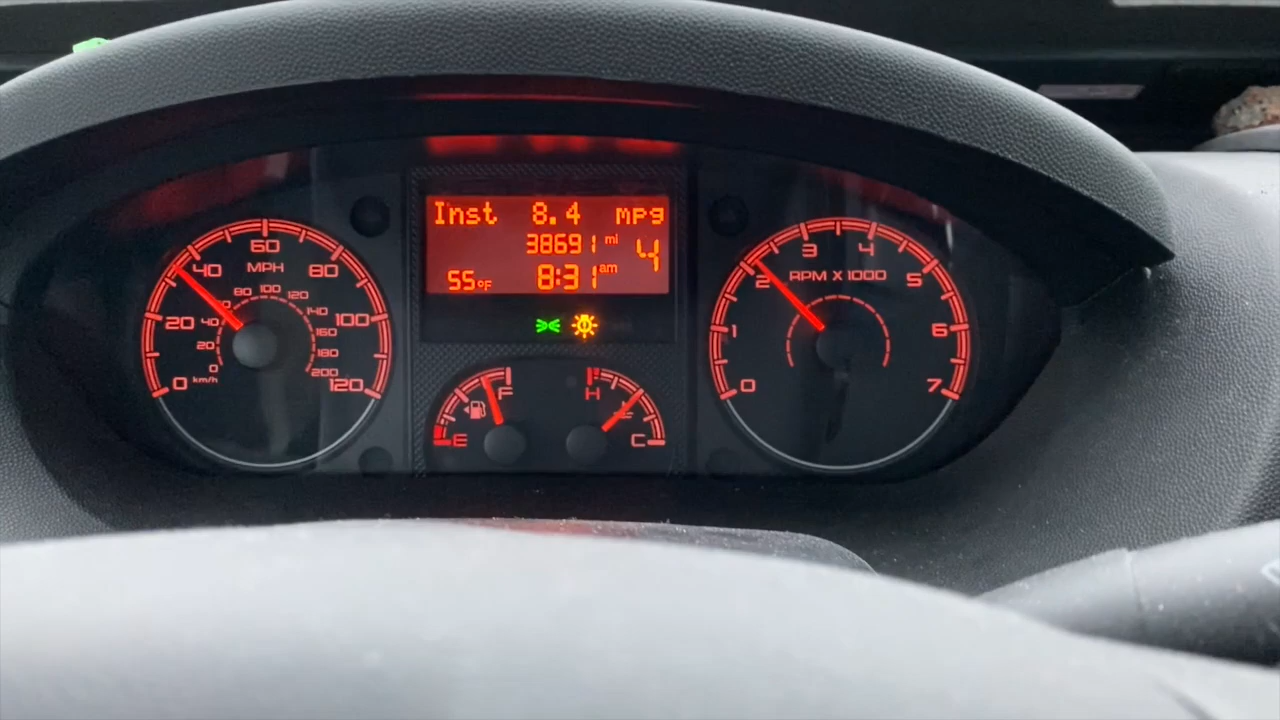 Inst 8.4 mpg
38691 mi
4
55°F 8:31 am
0 20 40 60 80 100 120
MPH
0 20 40 80 100 120 140 160 180 200
km/h
0 1 2 3 4 5 6 7
RPM X 1000
E F
H C